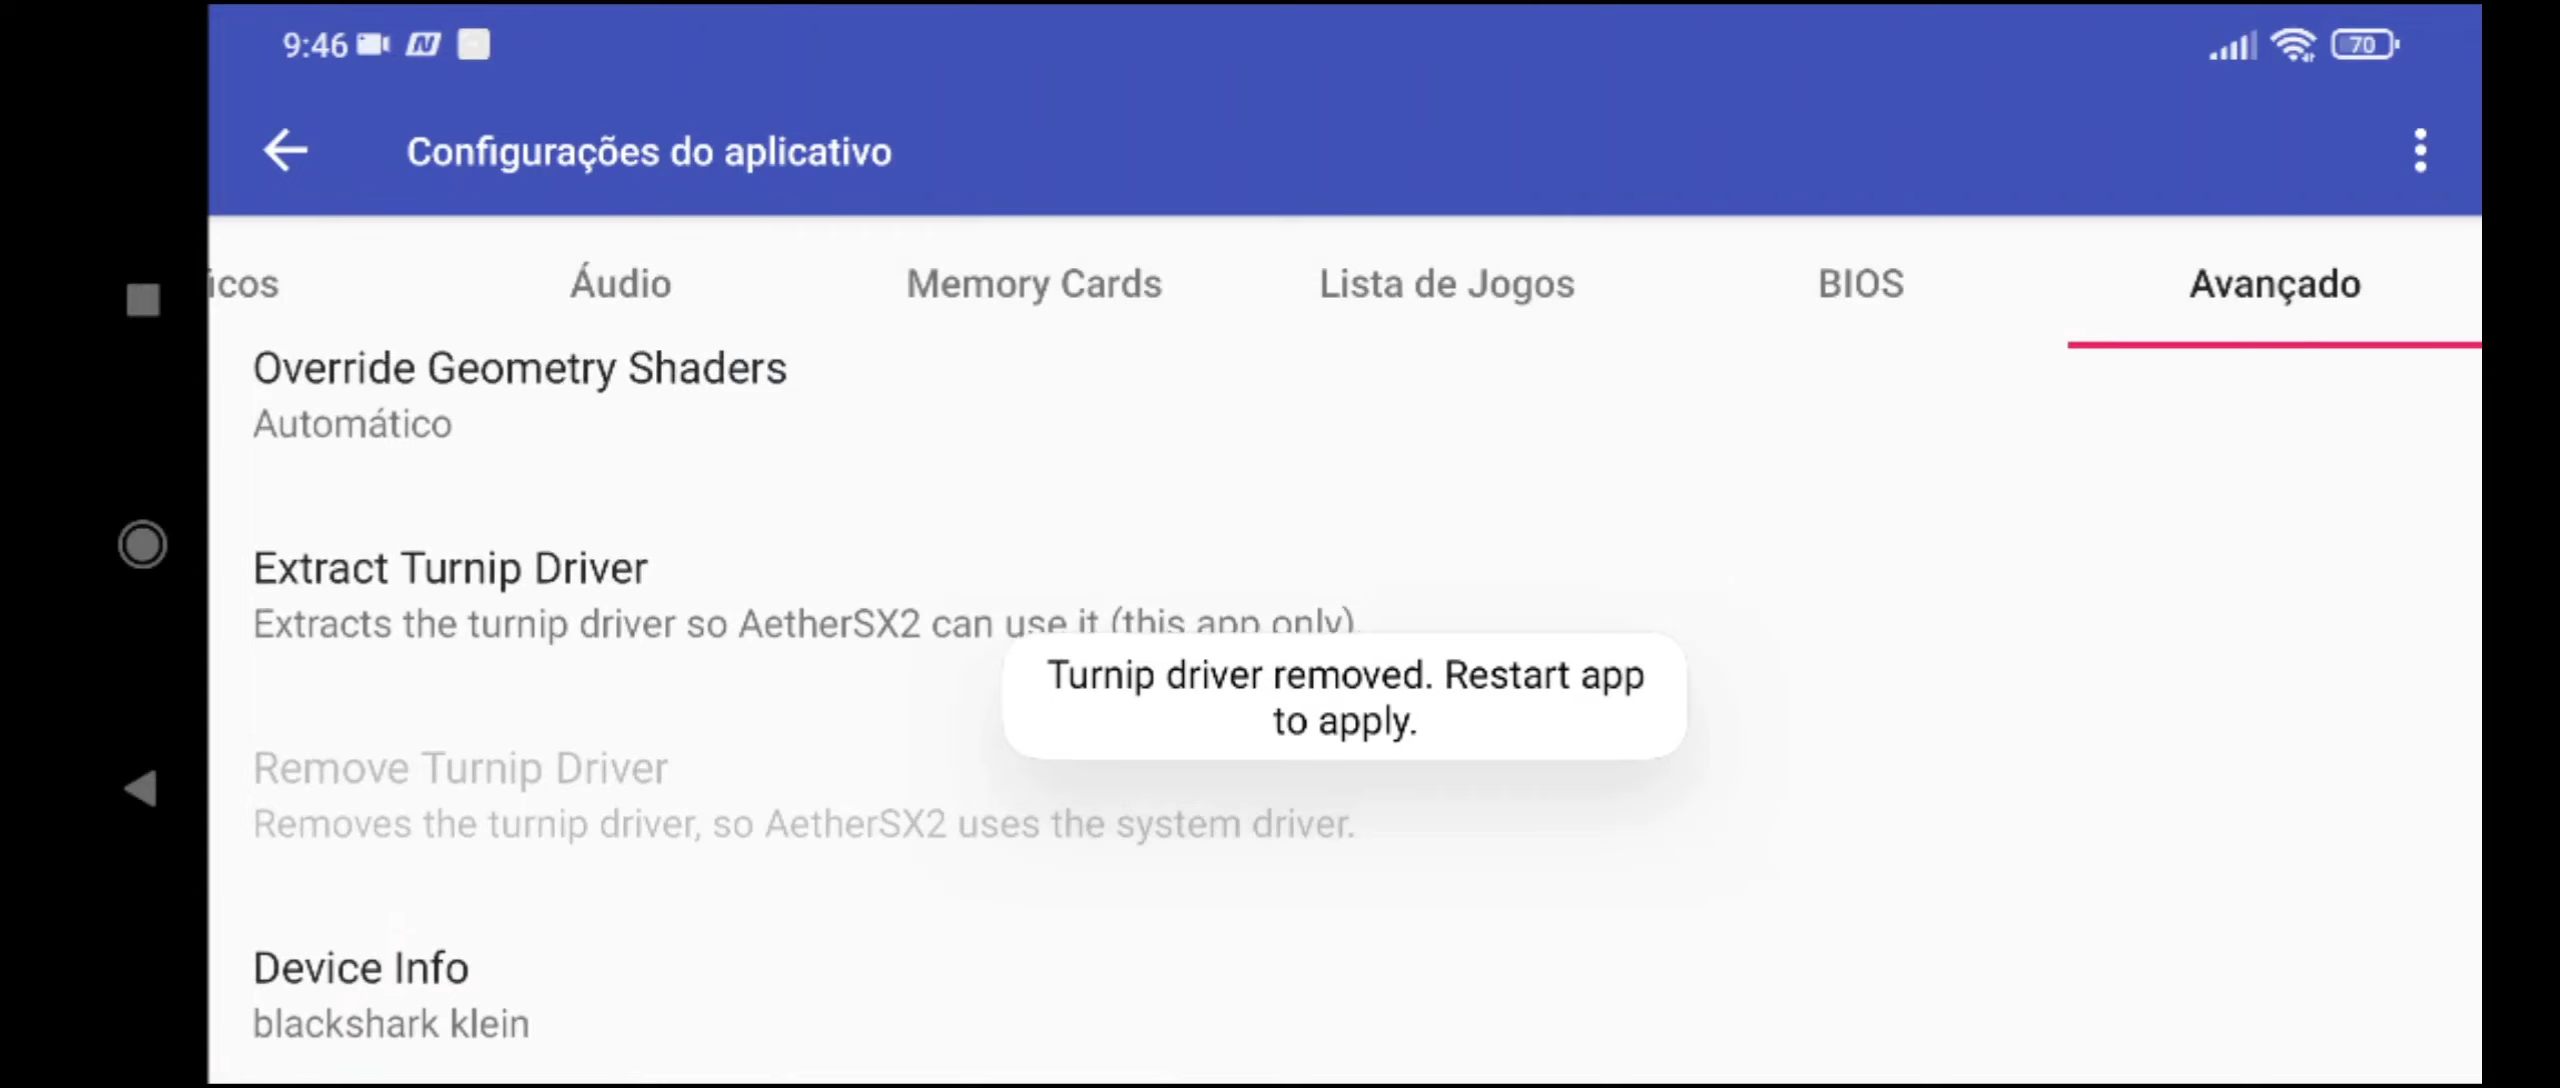 9:46
70
Configurações do aplicativo
icos Áudio Memory Cards Lista de Jogos BIOS Avançado
Override Geometry Shaders
Automático
Extract Turnip Driver
Extracts the turnip driver so AetherSX2 can use it (this app only).
Turnip driver removed. Restart app
to apply.
Remove Turnip Driver
Removes the turnip driver, so AetherSX2 uses the system driver.
Device Info
blackshark klein